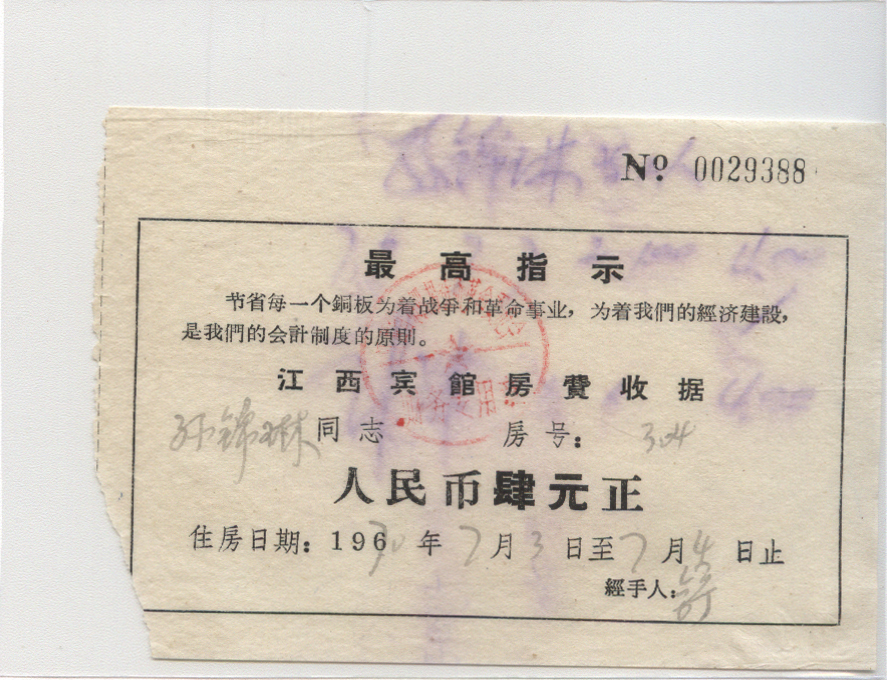 No 0029388
最高指示
节省每一个銅板为着战爭和革命事业，为着我們的經济建設，
是我們的会計制度的原則。
江西宾館房費收据
孙锦琳同志 房号：304
人民币肆元正
住房日期：19670年7月3日至7月4日止
經手人：